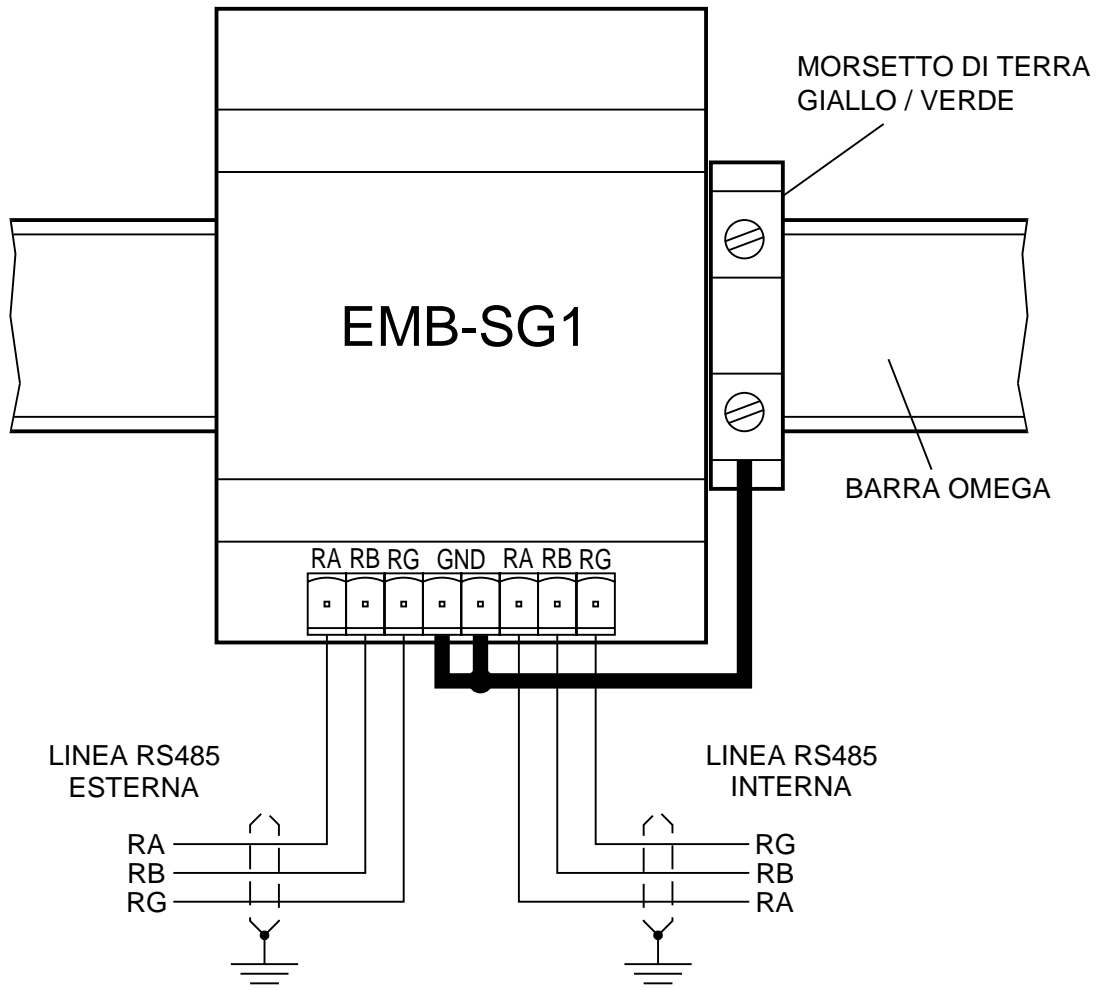 MORSETTO DI TERRA
GIALLO / VERDE
EMB-SG1
BARRA OMEGA
RA RB RG GND RA RB RG
LINEA RS485
ESTERNA
RA
RB
RG
LINEA RS485
INTERNA
RG
RB
RA